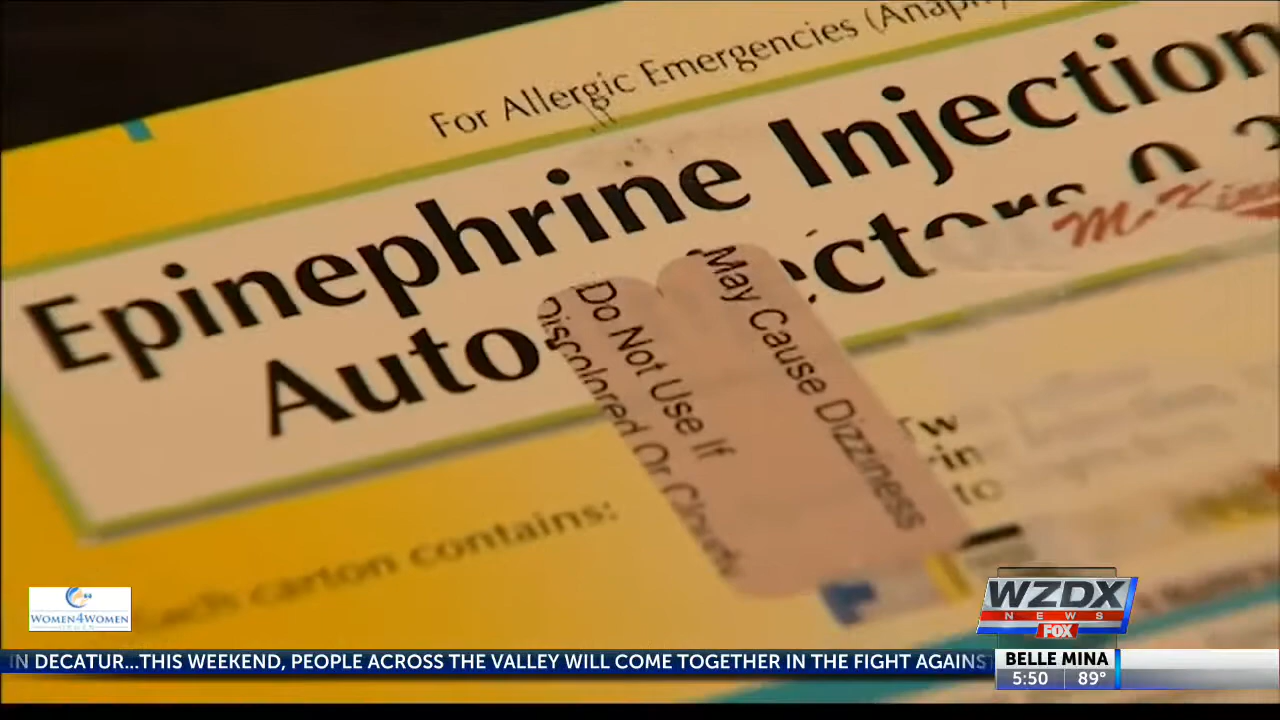 For Allergic Emergencies
Epinephrine Injection
Auto
May Cause Dizziness
Do Not Use If
Discolored Or Cloudy
Each carton contains:
WOMEN4WOMEN
WZDX
NEWS
FOX
IN DECATUR...THIS WEEKEND, PEOPLE ACROSS THE VALLEY WILL COME TOGETHER IN THE FIGHT AGAINST
BELLE MINA
5:50 89°